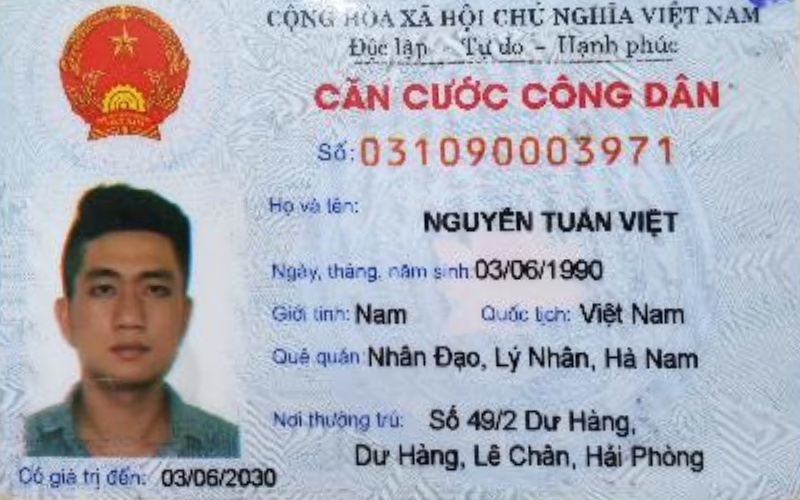 CỘNG HÒA XÃ HỘI CHỦ NGHĨA VIỆT NAM
Độc lập - Tự do - Hạnh phúc
CĂN CƯỚC CÔNG DÂN
Số: 031090003971
Họ và tên:
NGUYỄN TUẤN VIỆT
Ngày, tháng, năm sinh: 03/06/1990
Giới tính: Nam Quốc tịch: Việt Nam
Quê quán: Nhân Đạo, Lý Nhân, Hà Nam
Nơi thường trú: Số 49/2 Dư Hàng,
Dư Hàng, Lê Chân, Hải Phòng
Có giá trị đến: 03/06/2030